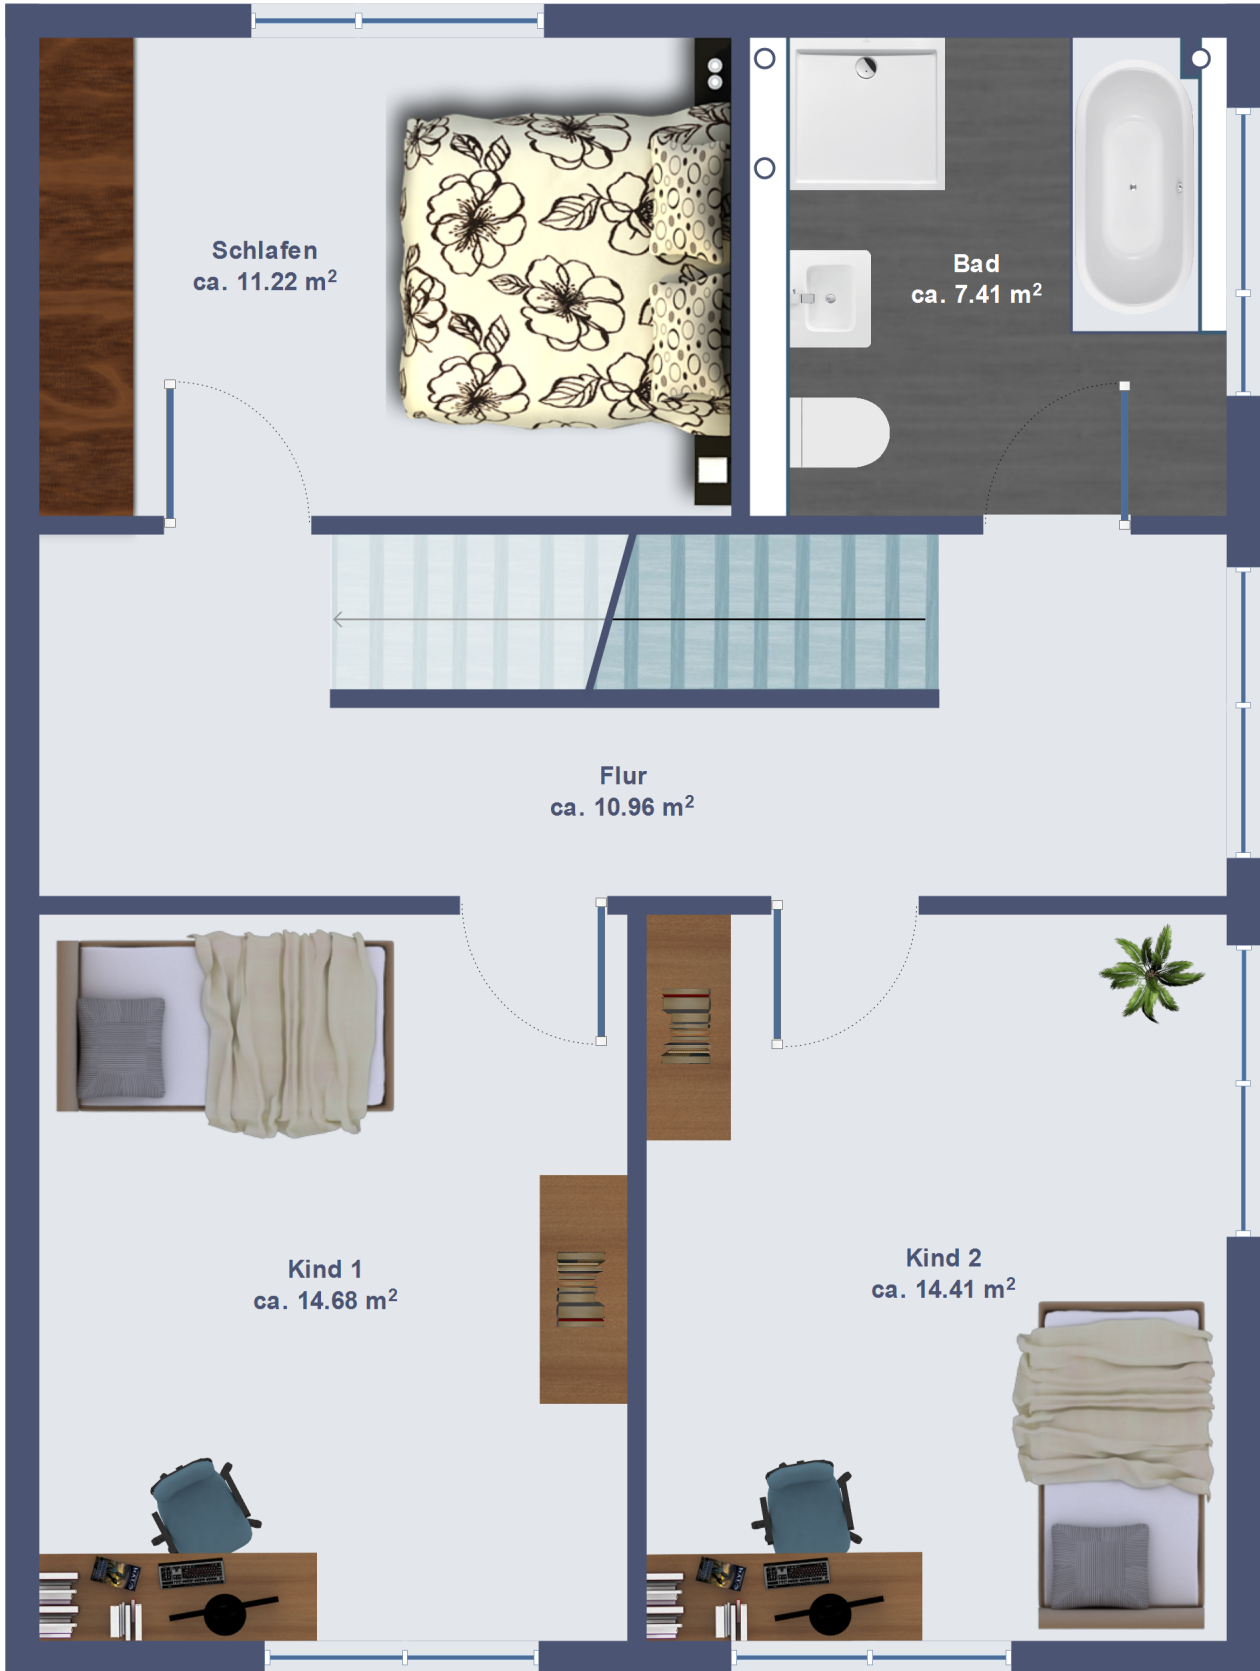 Schlafen
ca. 11.22 m²
Bad
ca. 7.41 m²
Flur
ca. 10.96 m²
Kind 1
ca. 14.68 m²
Kind 2
ca. 14.41 m²